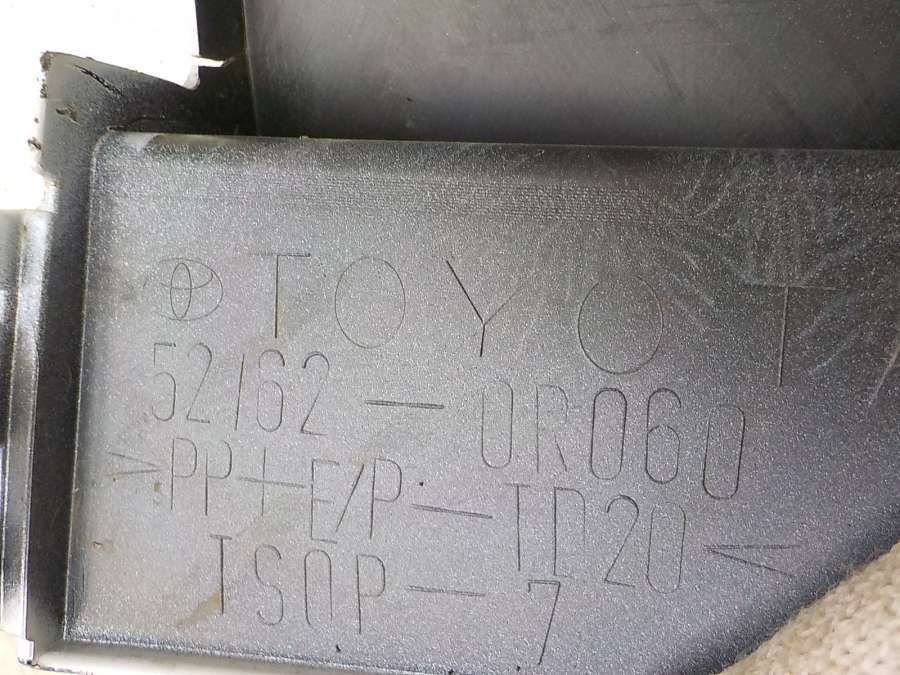 TOYOT
52162-0R060
>PP+E/P-TD20<
TSOP-7